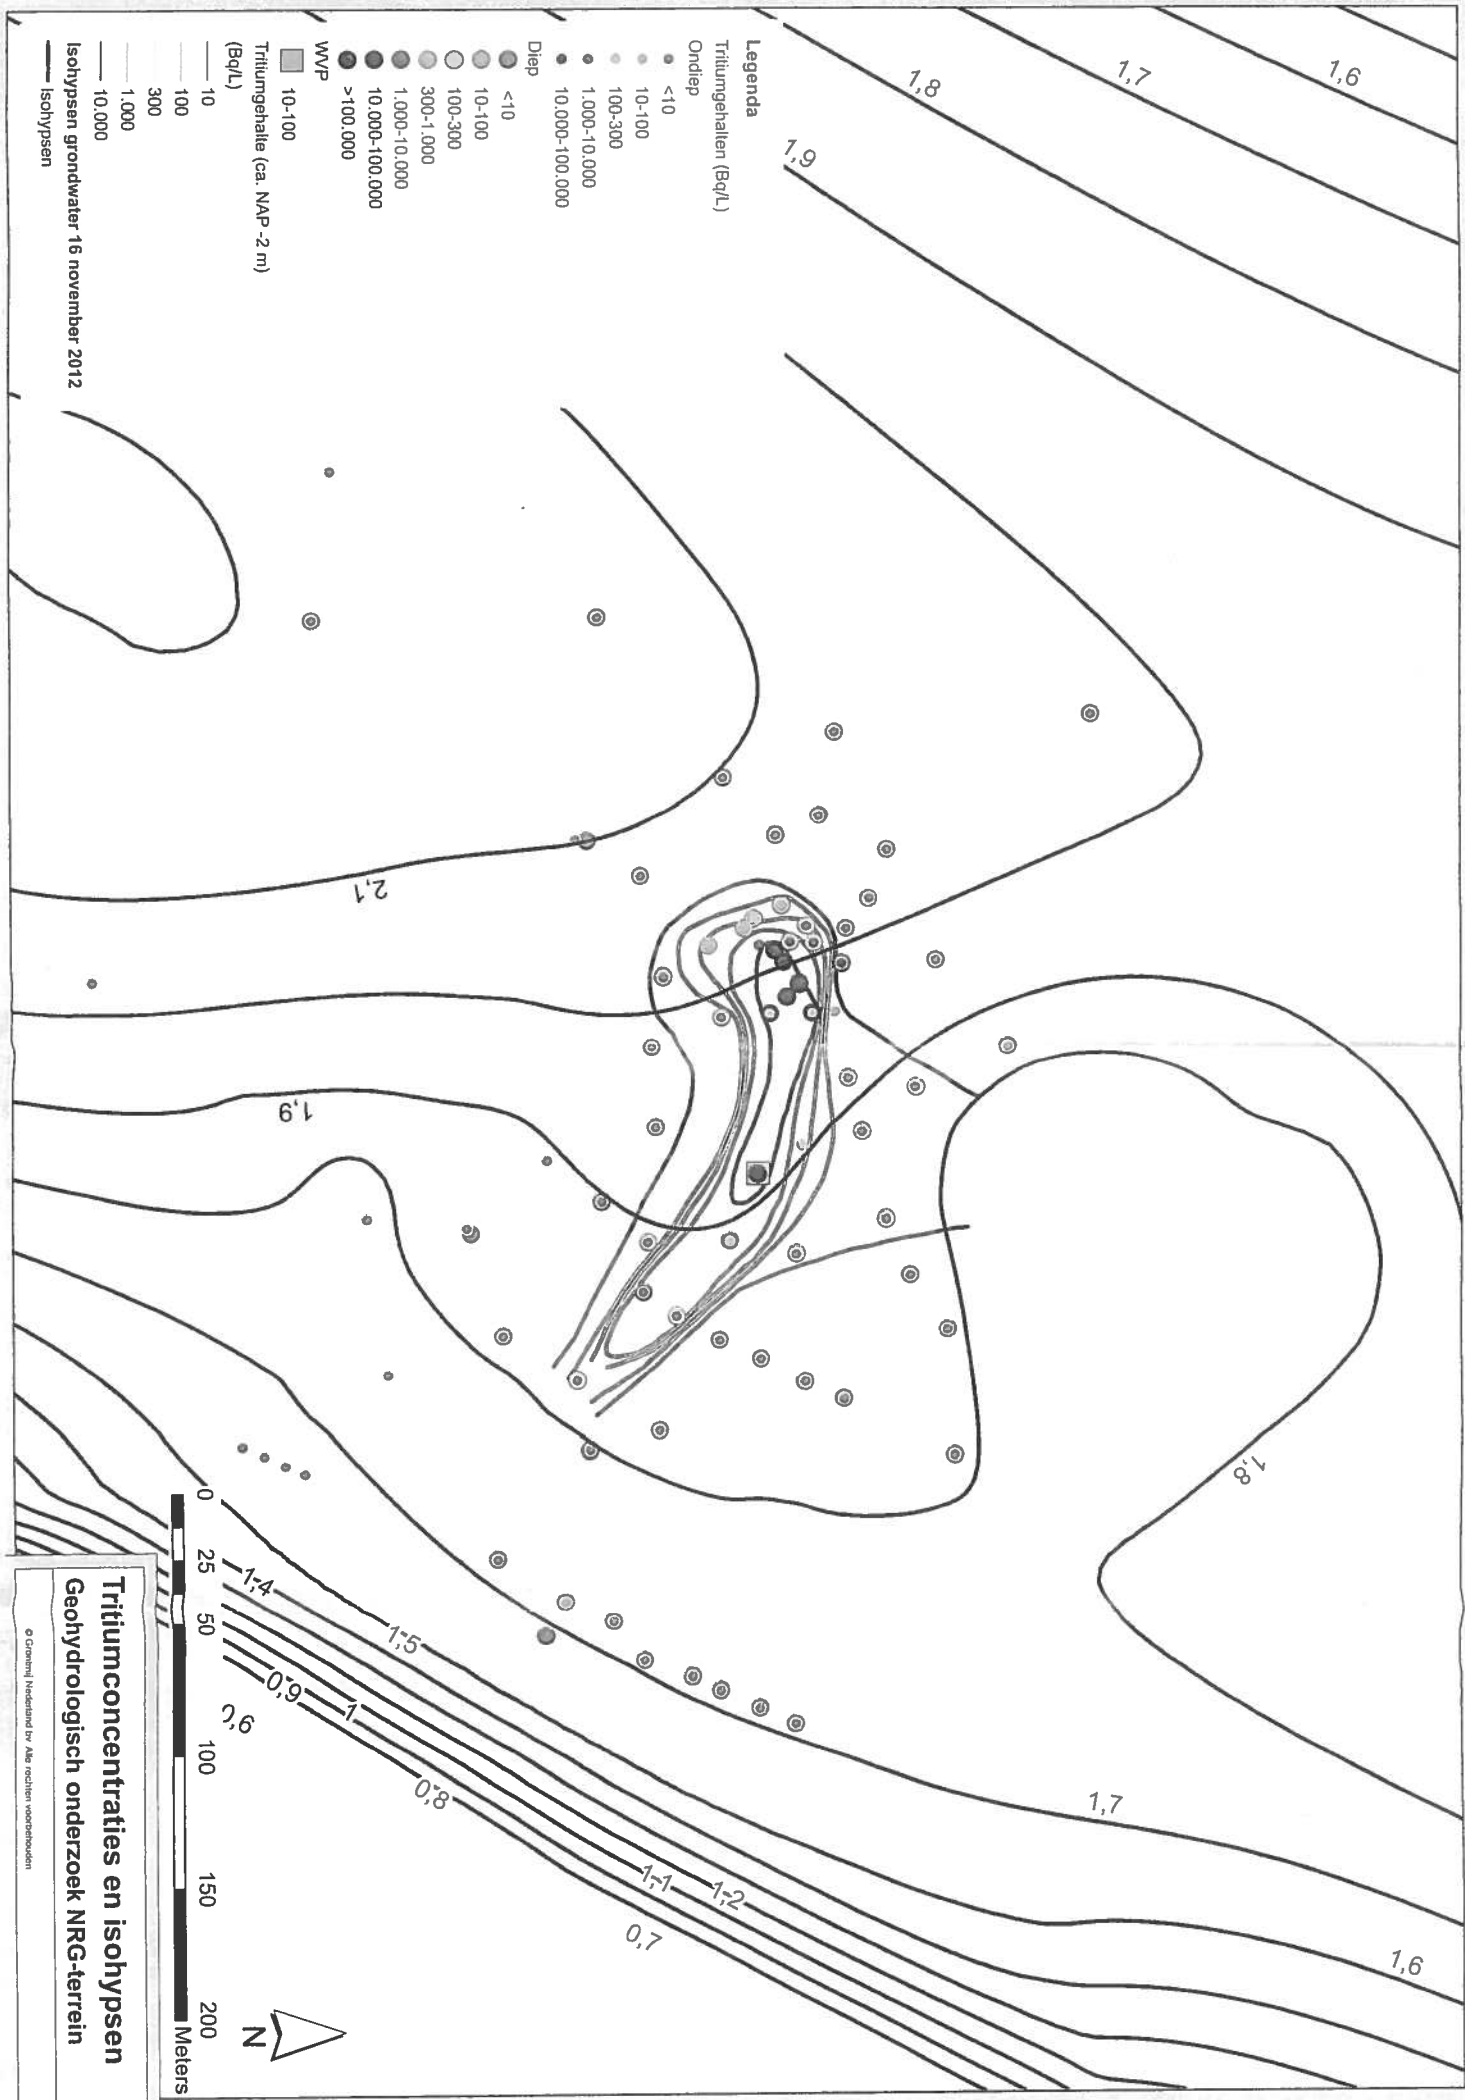 Legenda
Tritiumgehalten (Bq/L)
Ondiep
<10
10-100
100-300
1.000-10.000
10.000-100.000
Diep
<10
10-100
100-300
300-1.000
1.000-10.000
10.000-100.000
>100.000
WVP
10-100
Tritiumgehalte (ca. NAP -2 m)
(Bq/L)
10
100
300
1.000
10.000
Isohypsen grondwater 16 november 2012
Isohypsen
1,6
1,7
1,8
1,9
2,1
1,9
1,8
1,7
1,6
1,4
1,5
0,9
1
0,6
0,8
1,1
1,2
0,7
0 25 50 100 150 200
Meters
N
Tritiumconcentraties en isohypsen
Geohydrologisch onderzoek NRG-terrein
© Grontmij Nederland bv Alle rechten voorbehouden